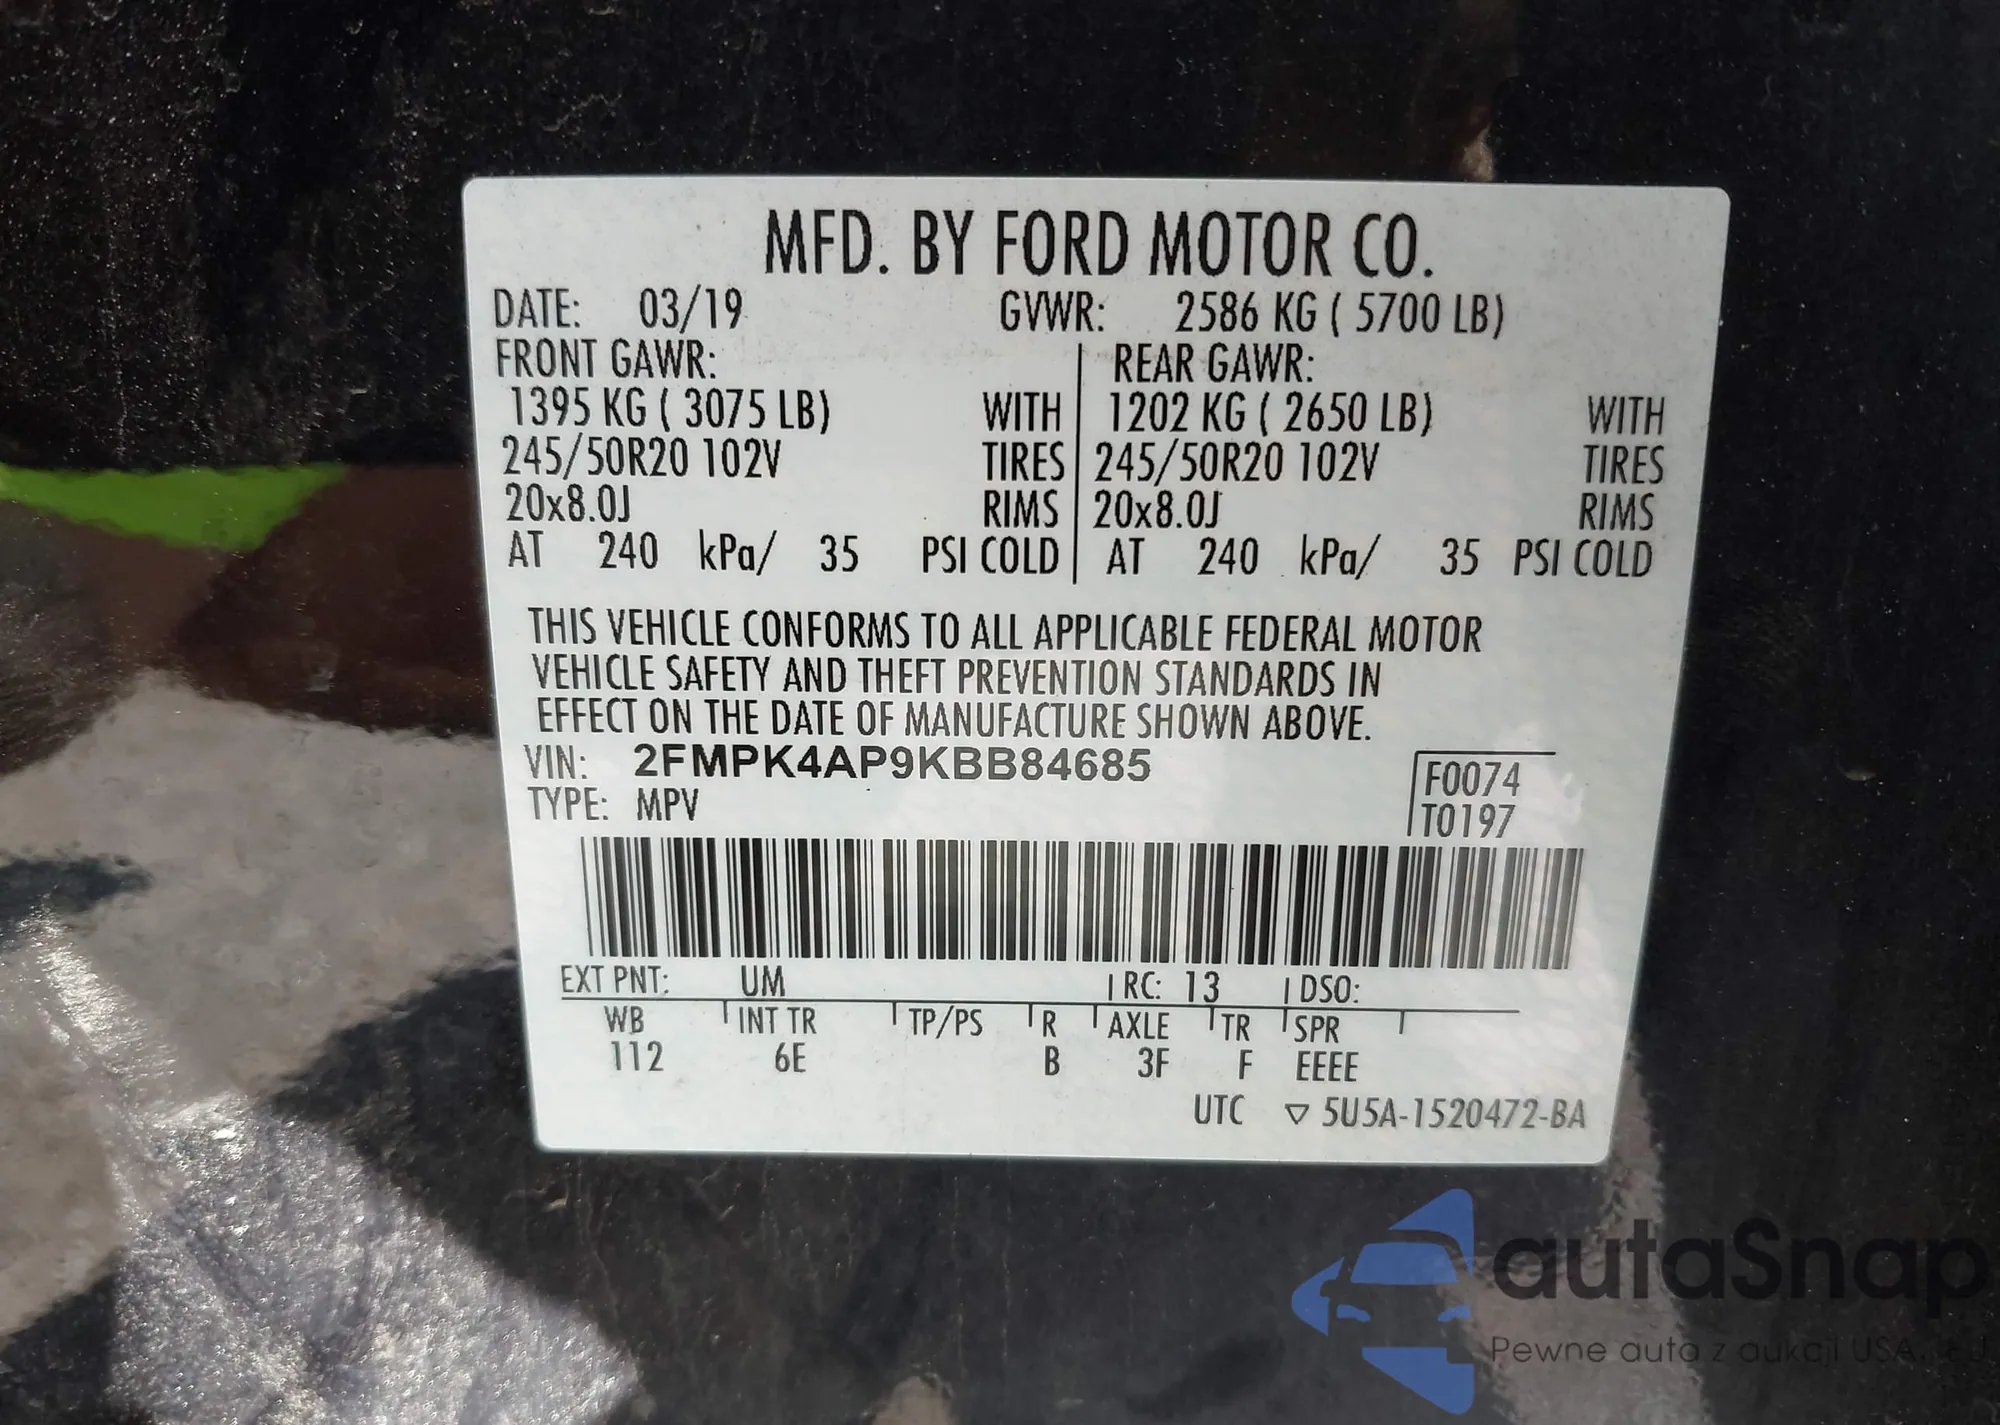 MFD. BY FORD MOTOR CO.
DATE: 03/19 GVWR: 2586 KG ( 5700 LB)
FRONT GAWR: REAR GAWR:
1395 KG ( 3075 LB) WITH 1202 KG ( 2650 LB) WITH
245/50R20 102V TIRES 245/50R20 102V TIRES
20x8.0J RIMS 20x8.0J RIMS
AT 240 kPa/ 35 PSI COLD AT 240 kPa/ 35 PSI COLD
THIS VEHICLE CONFORMS TO ALL APPLICABLE FEDERAL MOTOR
VEHICLE SAFETY AND THEFT PREVENTION STANDARDS IN
EFFECT ON THE DATE OF MANUFACTURE SHOWN ABOVE.
VIN: 2FMPK4AP9KBB84685 F0074
TYPE: MPV T0197
EXT PNT: UM RC: 13 DSO:
WB INT TR TP/PS R AXLE TR SPR
112 6E B 3F F EEEE
UTC ▽ 5U5A-1520472-BA
autaSnap
Pewne auta z aukcji USA